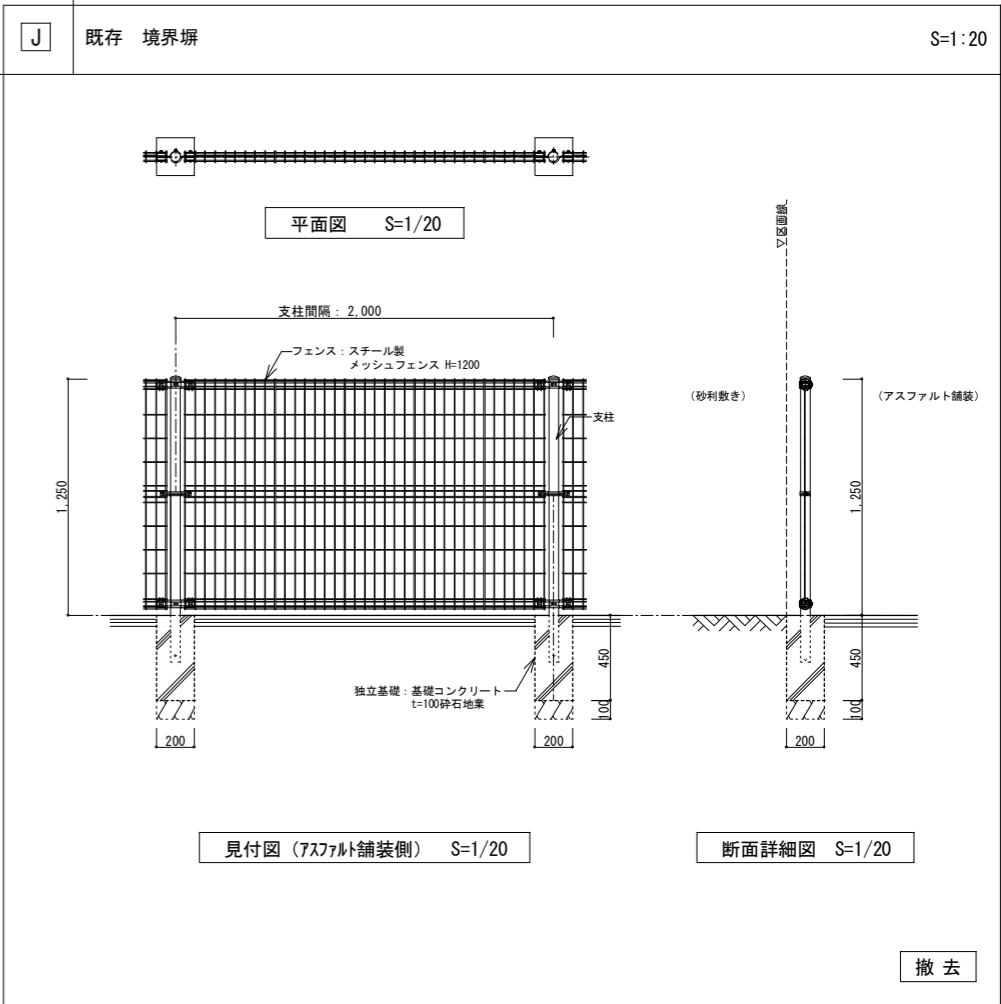 J
既存　境界塀
S=1:20
平面図　S=1/20
▽区画線
支柱間隔：2,000
フェンス：スチール製
メッシュフェンス H=1200
支柱
（砂利敷き）
（アスファルト舗装）
1,250
1,250
独立基礎：基礎コンクリート
t=100砕石地業
450
100
450
100
200
200
200
見付図（アスファルト舗装側）　S=1/20
断面詳細図　S=1/20
撤去